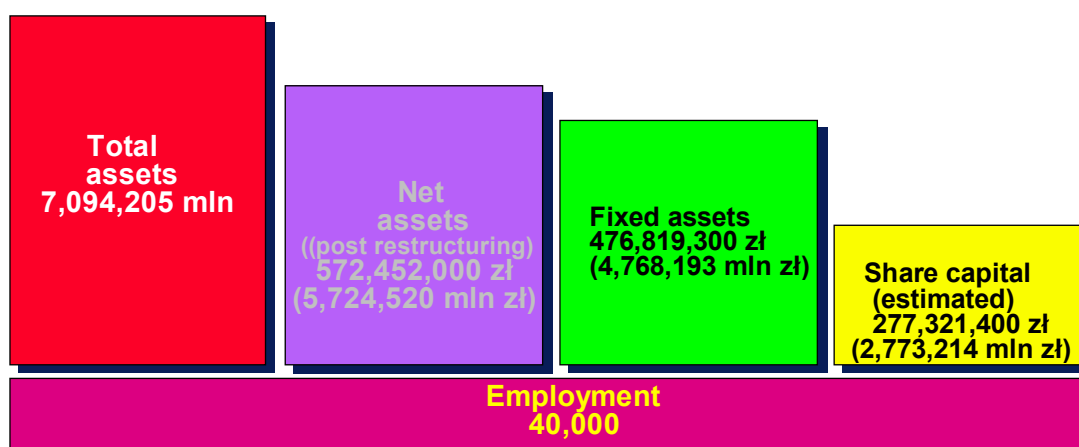 Total
assets
7,094,205 mln
Net
assets
((post restructuring)
572,452,000 zł
(5,724,520 mln zł)
Fixed assets
476,819,300 zł
(4,768,193 mln zł)
Share capital
(estimated)
277,321,400 zł
(2,773,214 mln zł)
Employment
40,000